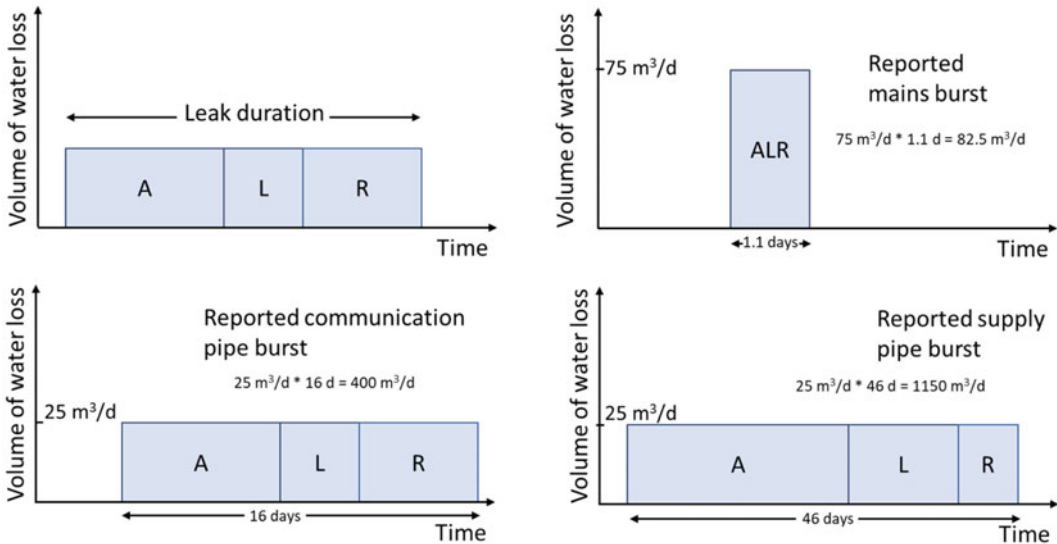 Volume of water loss
Leak duration
A
L
R
Time
Volume of water loss
75 m³/d
Reported
mains burst
75 m³/d * 1.1 d = 82.5 m³/d
ALR
1.1 days
Time
Volume of water loss
Reported communication
pipe burst
25 m³/d * 16 d = 400 m³/d
25 m³/d
A
L
R
16 days
Time
Volume of water loss
Reported supply
pipe burst
25 m³/d * 46 d = 1150 m³/d
25 m³/d
A
L
R
46 days
Time